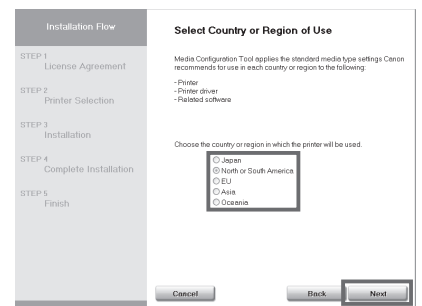 Installation Flow
STEP 1
License Agreement
STEP 2
Printer Selection
STEP 3
Installation
STEP 4
Complete Installation
STEP 5
Finish
Select Country or Region of Use
Media Configuration Tool applies the standard media type settings Canon
recommends for use in each country or region to the following:
- Printer
- Printer driver
- Related software
Choose the country or region in which the printer will be used.
Japan
North or South America
EU
Asia
Oceania
Cancel
Back
Next